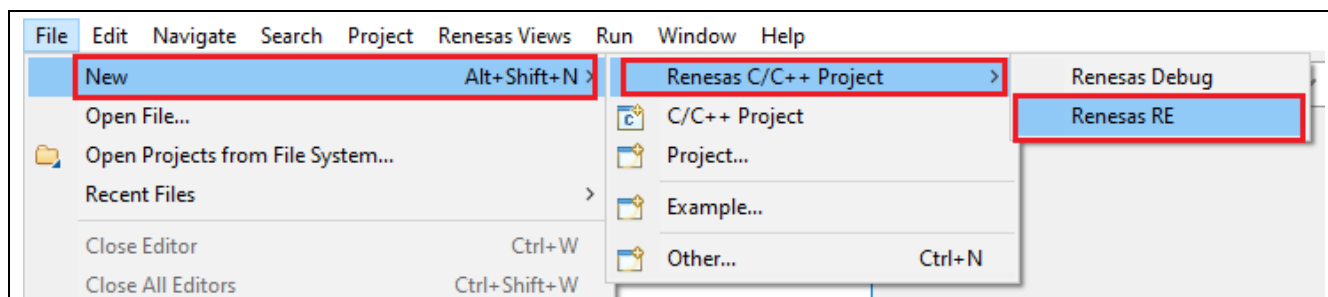 File Edit Navigate Search Project Renesas Views Run Window Help
New Alt+Shift+N >
Open File...
Open Projects from File System...
Recent Files >
Close Editor Ctrl+W
Close All Editors Ctrl+Shift+W
Renesas C/C++ Project >
C/C++ Project
Project...
Example...
Other... Ctrl+N
Renesas Debug
Renesas RE